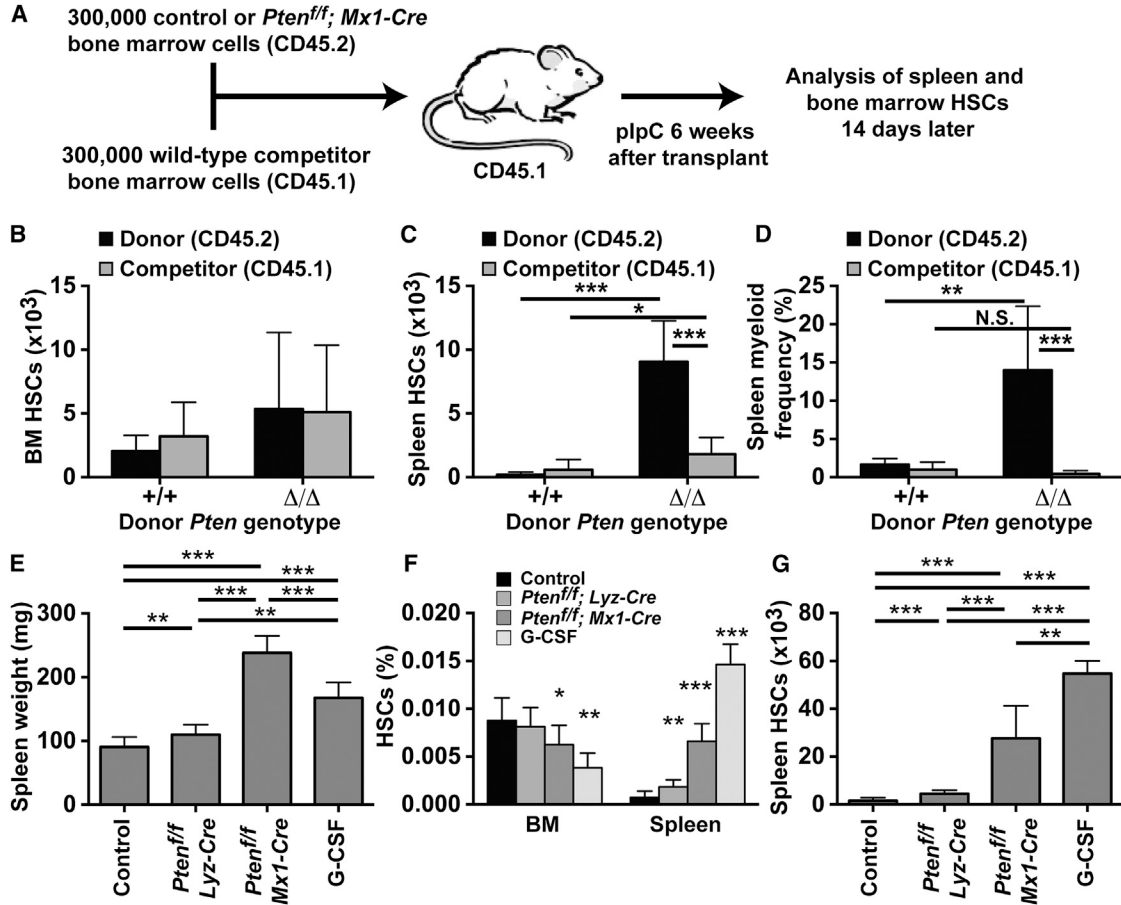 A
300,000 control or Ptenf/f; Mx1-Cre
bone marrow cells (CD45.2)
300,000 wild-type competitor
bone marrow cells (CD45.1)
CD45.1
pIpC 6 weeks
after transplant
Analysis of spleen and
bone marrow HSCs
14 days later
B
Donor (CD45.2)
Competitor (CD45.1)
BM HSCs (x10³)
15
10
5
0
+/+
Δ/Δ
Donor Pten genotype
C
Donor (CD45.2)
Competitor (CD45.1)
Spleen HSCs (x10³)
15
10
5
0
***
*
***
+/+
Δ/Δ
Donor Pten genotype
D
Donor (CD45.2)
Competitor (CD45.1)
Spleen myeloid
frequency (%)
25
20
15
10
5
0
**
N.S.
***
+/+
Δ/Δ
Donor Pten genotype
E
Spleen weight (mg)
300
200
100
0
***
***
***
***
**
**
Control
Ptenf/f
Lyz-Cre
Ptenf/f
Mx1-Cre
G-CSF
F
Control
Ptenf/f; Lyz-Cre
Ptenf/f; Mx1-Cre
G-CSF
HSCs (%)
0.020
0.015
0.010
0.005
0.000
*
**
**
***
***
BM
Spleen
G
Spleen HSCs (x10³)
80
60
40
20
0
***
***
***
***
***
**
Control
Ptenf/f
Lyz-Cre
Ptenf/f
Mx1-Cre
G-CSF